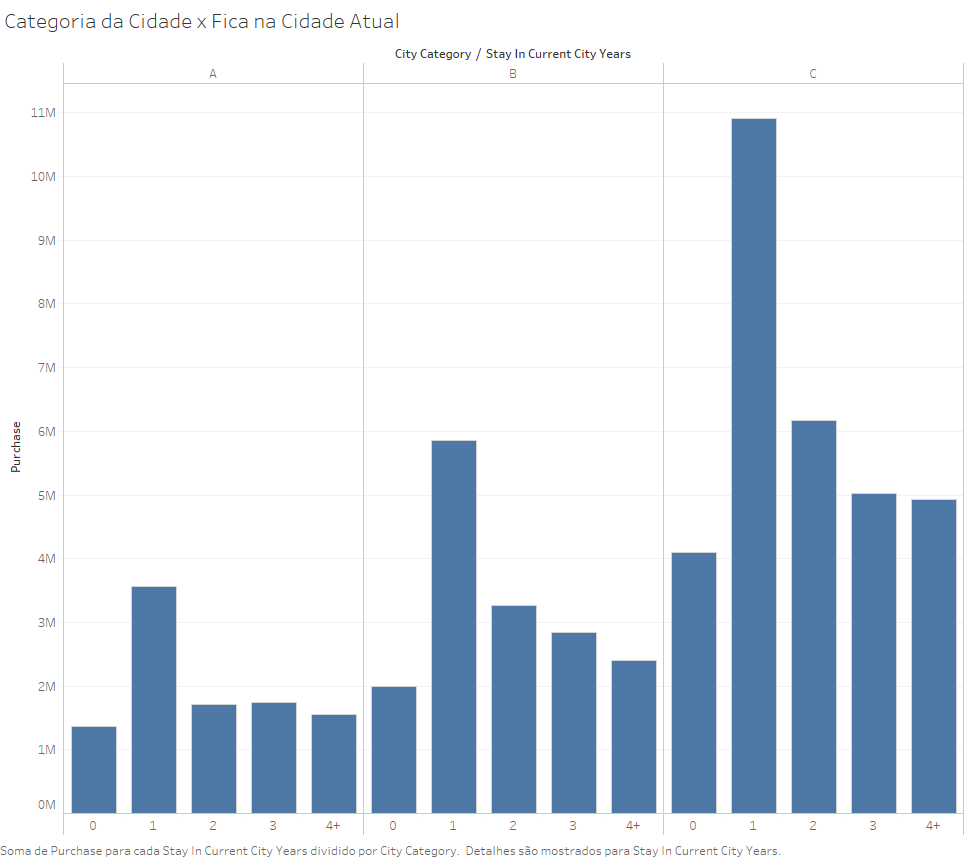 Categoria da Cidade x Fica na Cidade Atual
City Category / Stay In Current City Years
A B C
11M
10M
9M
8M
7M
6M
5M
4M
3M
2M
1M
0M
Purchase
0 1 2 3 4+ 0 1 2 3 4+ 0 1 2 3 4+
Soma de Purchase para cada Stay In Current City Years dividido por City Category. Detalhes são mostrados para Stay In Current City Years.